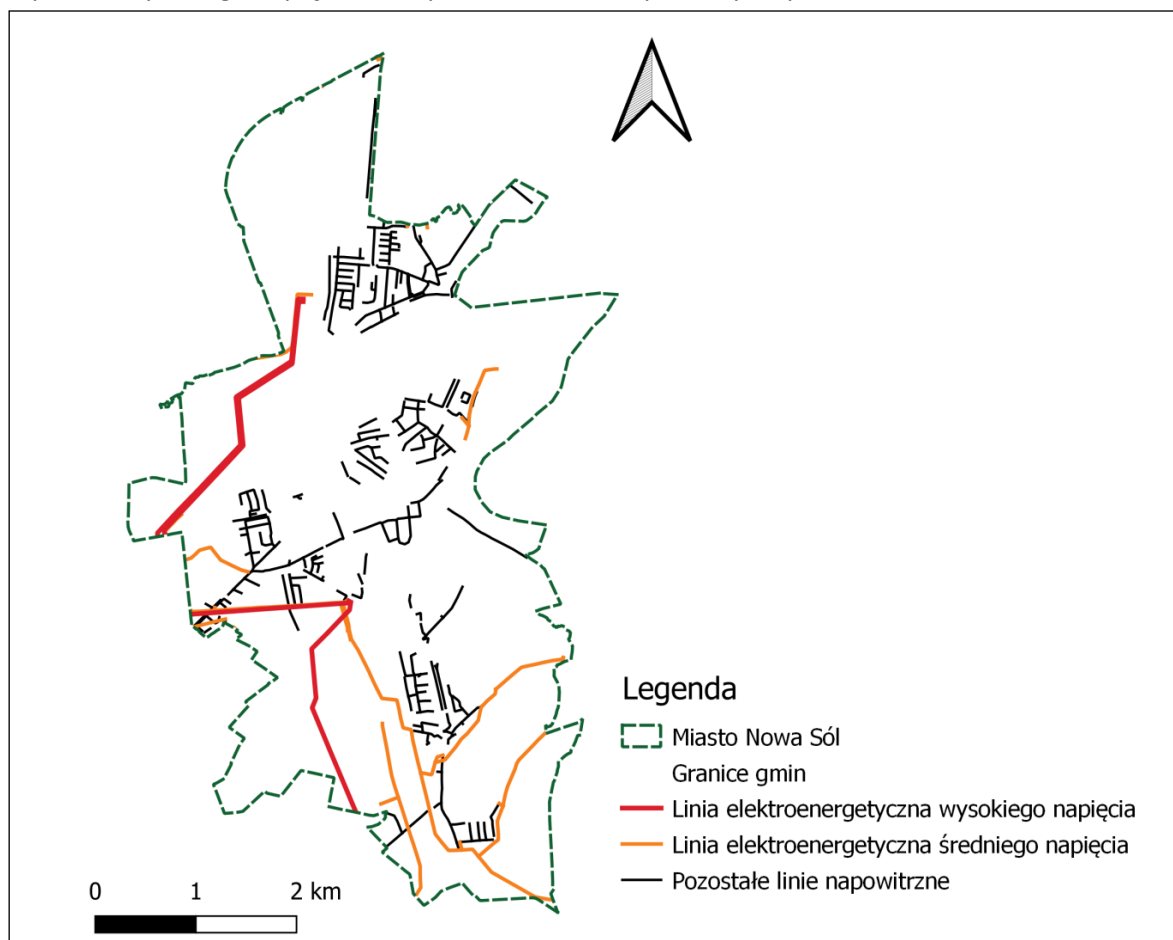 Legenda
Miasto Nowa Sól
Granice gmin
Linia elektroenergetyczna wysokiego napięcia
Linia elektroenergetyczna średniego napięcia
Pozostałe linie napowitrzne
0 1 2 km